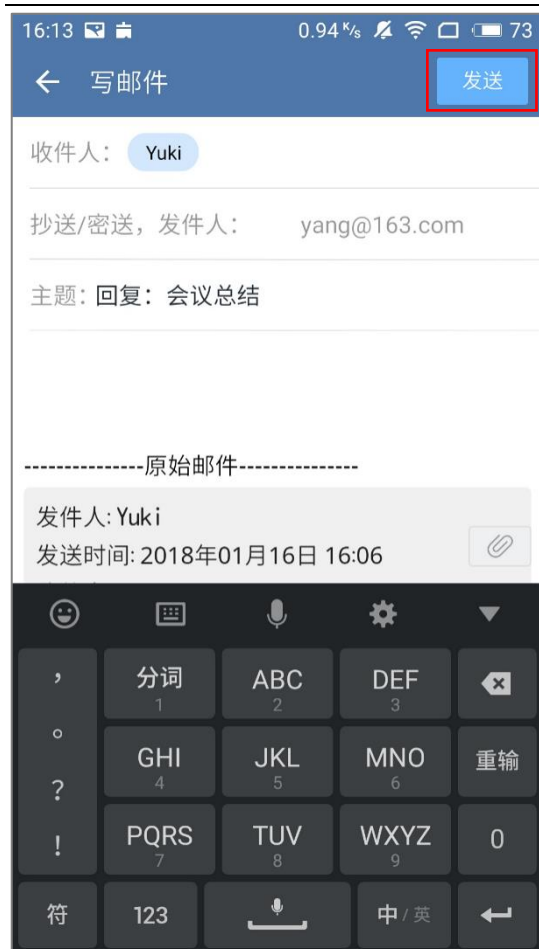 16:13 0.94 K/s 73
写邮件 发送
收件人： Yuki
抄送/密送，发件人： yang@163.com
主题：回复：会议总结
---------------原始邮件---------------
发件人: Yuki
发送时间: 2018年01月16日 16:06
， 分词 ABC DEF
1 2 3
。 GHI JKL MNO 重输
4 5 6
？
！ PQRS TUV WXYZ 0
7 8 9
符 123 中/英